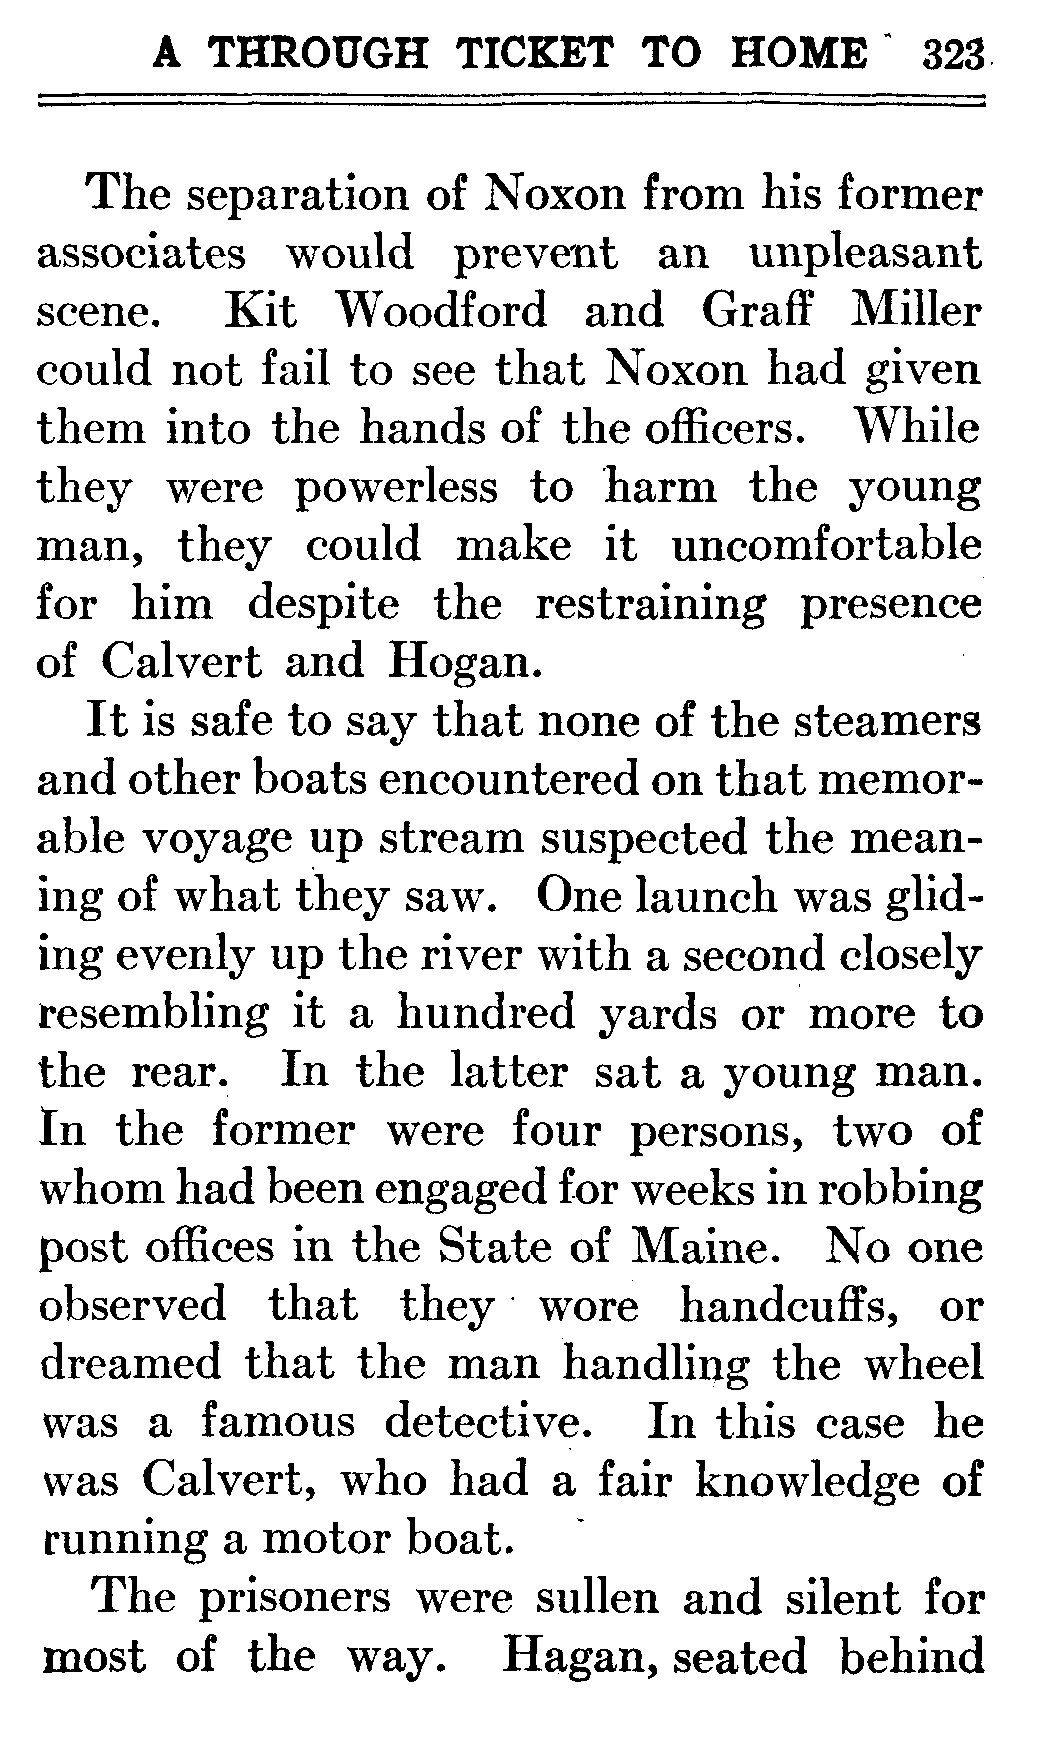 A THROUGH TICKET TO HOME 323
The separation of Noxon from his former
associates would prevent an unpleasant
scene. Kit Woodford and Graff Miller
could not fail to see that Noxon had given
them into the hands of the officers. While
they were powerless to harm the young
man, they could make it uncomfortable
for him despite the restraining presence
of Calvert and Hogan.
It is safe to say that none of the steamers
and other boats encountered on that memor-
able voyage up stream suspected the mean-
ing of what they saw. One launch was glid-
ing evenly up the river with a second closely
resembling it a hundred yards or more to
the rear. In the latter sat a young man.
In the former were four persons, two of
whom had been engaged for weeks in robbing
post offices in the State of Maine. No one
observed that they wore handcuffs, or
dreamed that the man handling the wheel
was a famous detective. In this case he
was Calvert, who had a fair knowledge of
running a motor boat.
The prisoners were sullen and silent for
most of the way. Hagan, seated behind